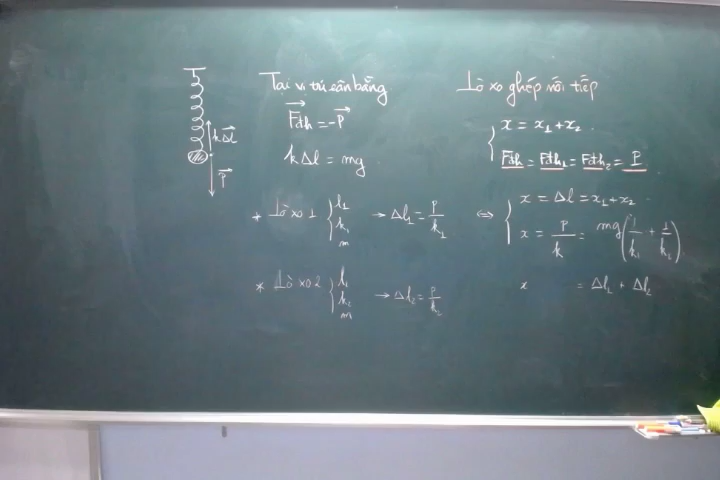 kΔl
P
Tại vị trí cân bằng
Fđh = -P
kΔl = mg
* Lò xo 1 { l1 k1 m → Δl1 = P/k1
* Lò xo 2 { l1 k2 m → Δl2 = P/k2
Lò xo ghép nối tiếp
{ x = x1 + x2
Fđh = Fđh1 = Fđh2 = P
⇔ { x = Δl = x1 + x2
x = P/k = mg(1/k1 + 1/k2)
x = Δl1 + Δl2